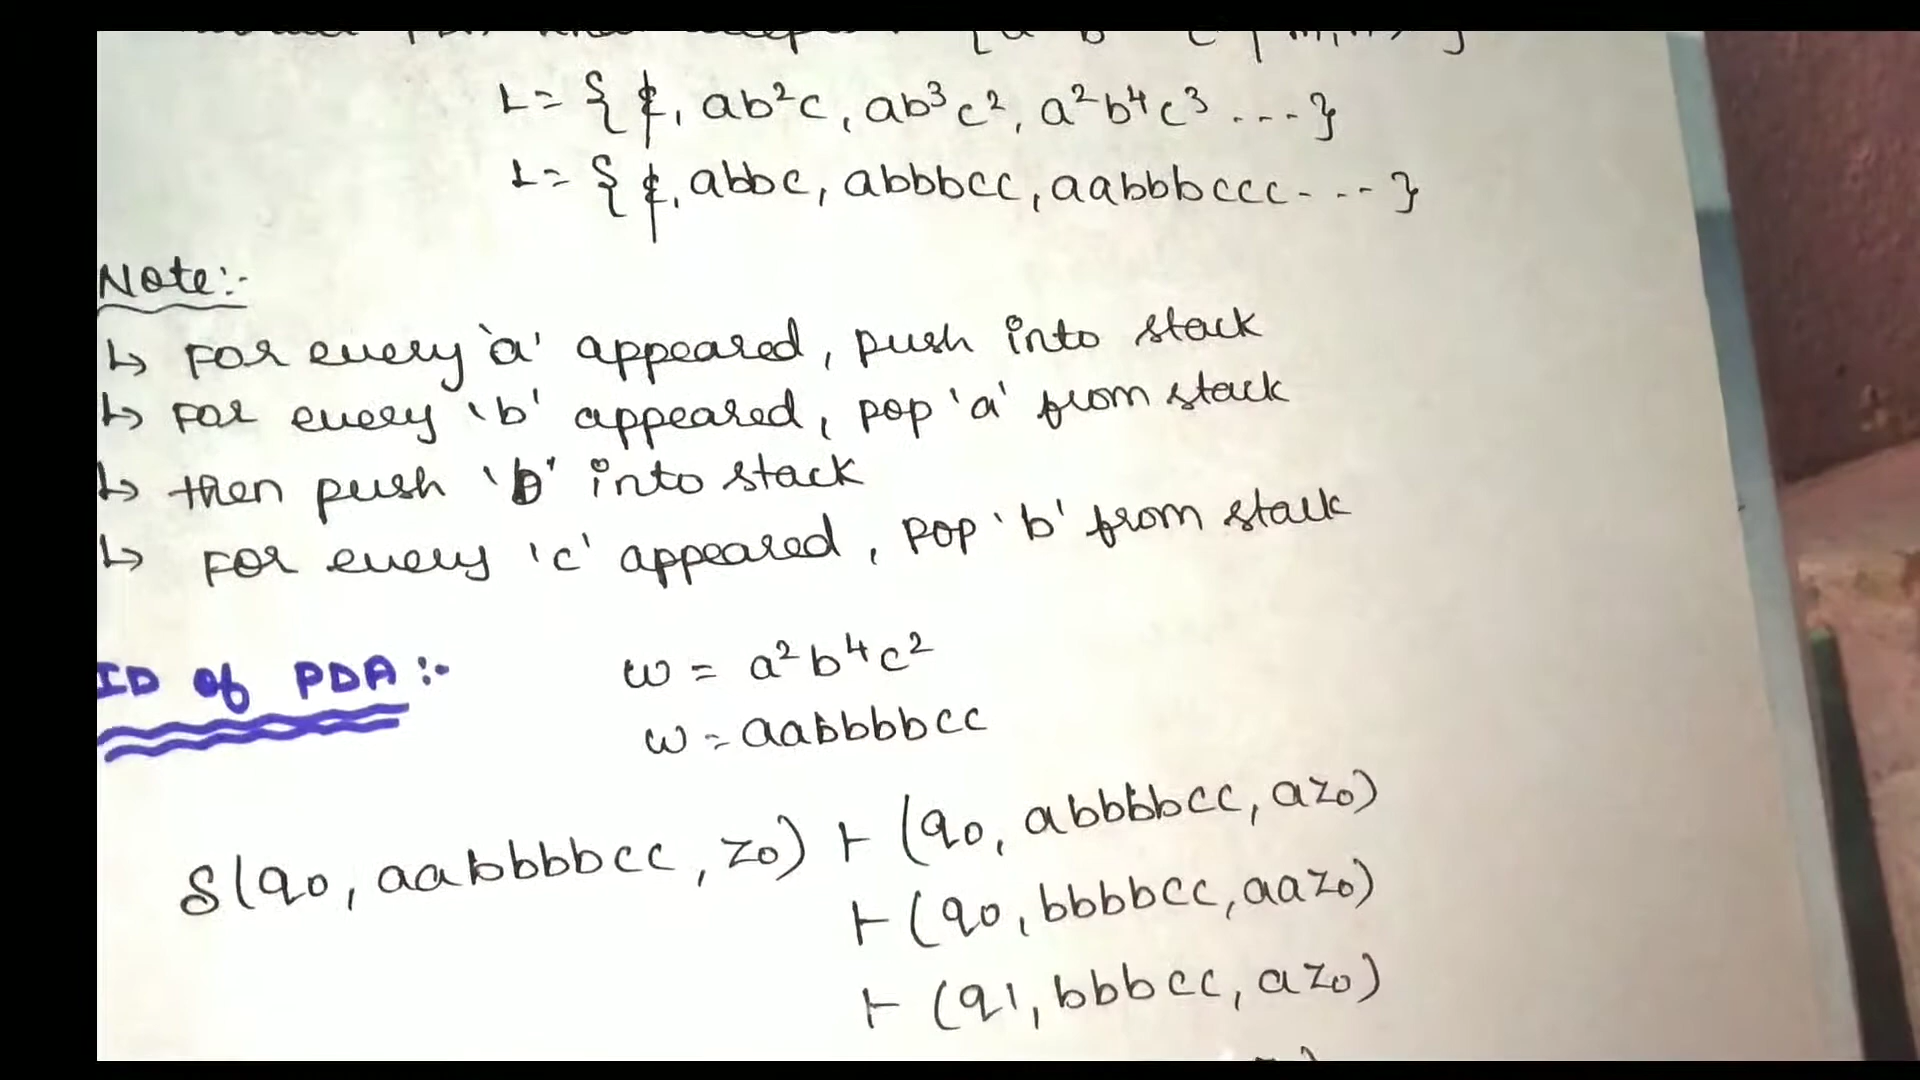 L = { ɛ, ab²c, ab³c², a²b⁴c³ ---- }
L = { ɛ, abbc, abbbcc, aabbbccc- --- }
Note:-
↳ For every 'a' appeared, push into stack
↳ For every 'b' appeared, pop 'a' from stack
↳ then push 'b' into stack
↳ For every 'c' appeared, pop 'b' from stack
ID of PDA:- w = a²b⁴c²
w = aabbbbcc
δ(q0, aabbbbcc, z0) ⊢ (q0, abbbbcc, az0)
⊢ (q0, bbbbcc, aaz0)
⊢ (q1, bbbcc, az0)